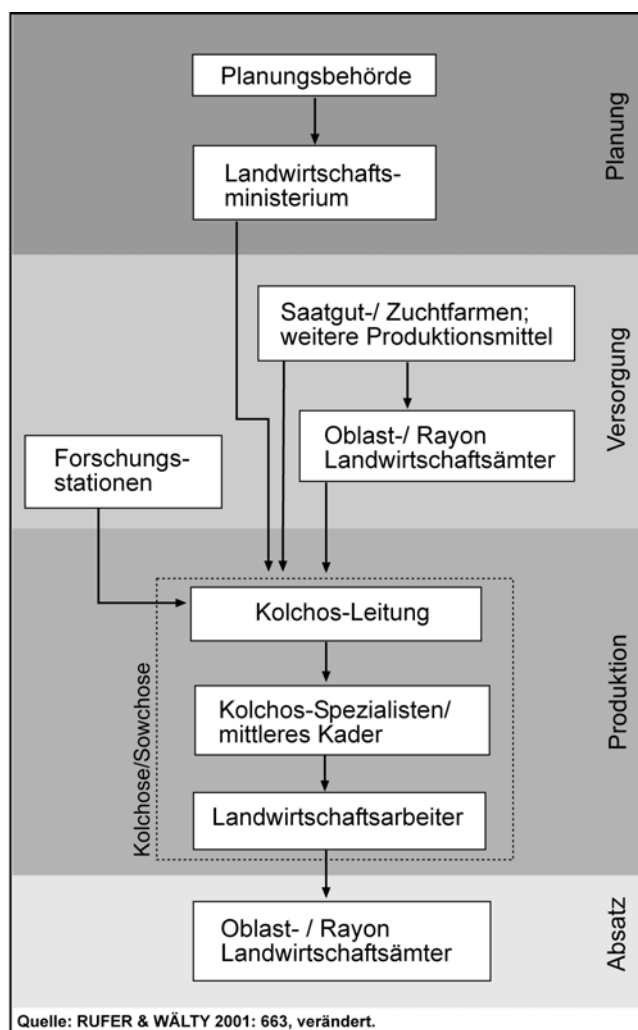 Planungsbehörde
Landwirtschafts-
ministerium
Planung
Saatgut-/ Zuchtfarmen;
weitere Produktionsmittel
Oblast-/ Rayon
Landwirtschaftsämter
Forschungs-
stationen
Versorgung
Kolchos-Leitung
Kolchos-Spezialisten/
mittleres Kader
Landwirtschaftsarbeiter
Kolchose/Sowchose
Produktion
Oblast- / Rayon
Landwirtschaftsämter
Absatz
Quelle: RUFER & WÄLTY 2001: 663, verändert.